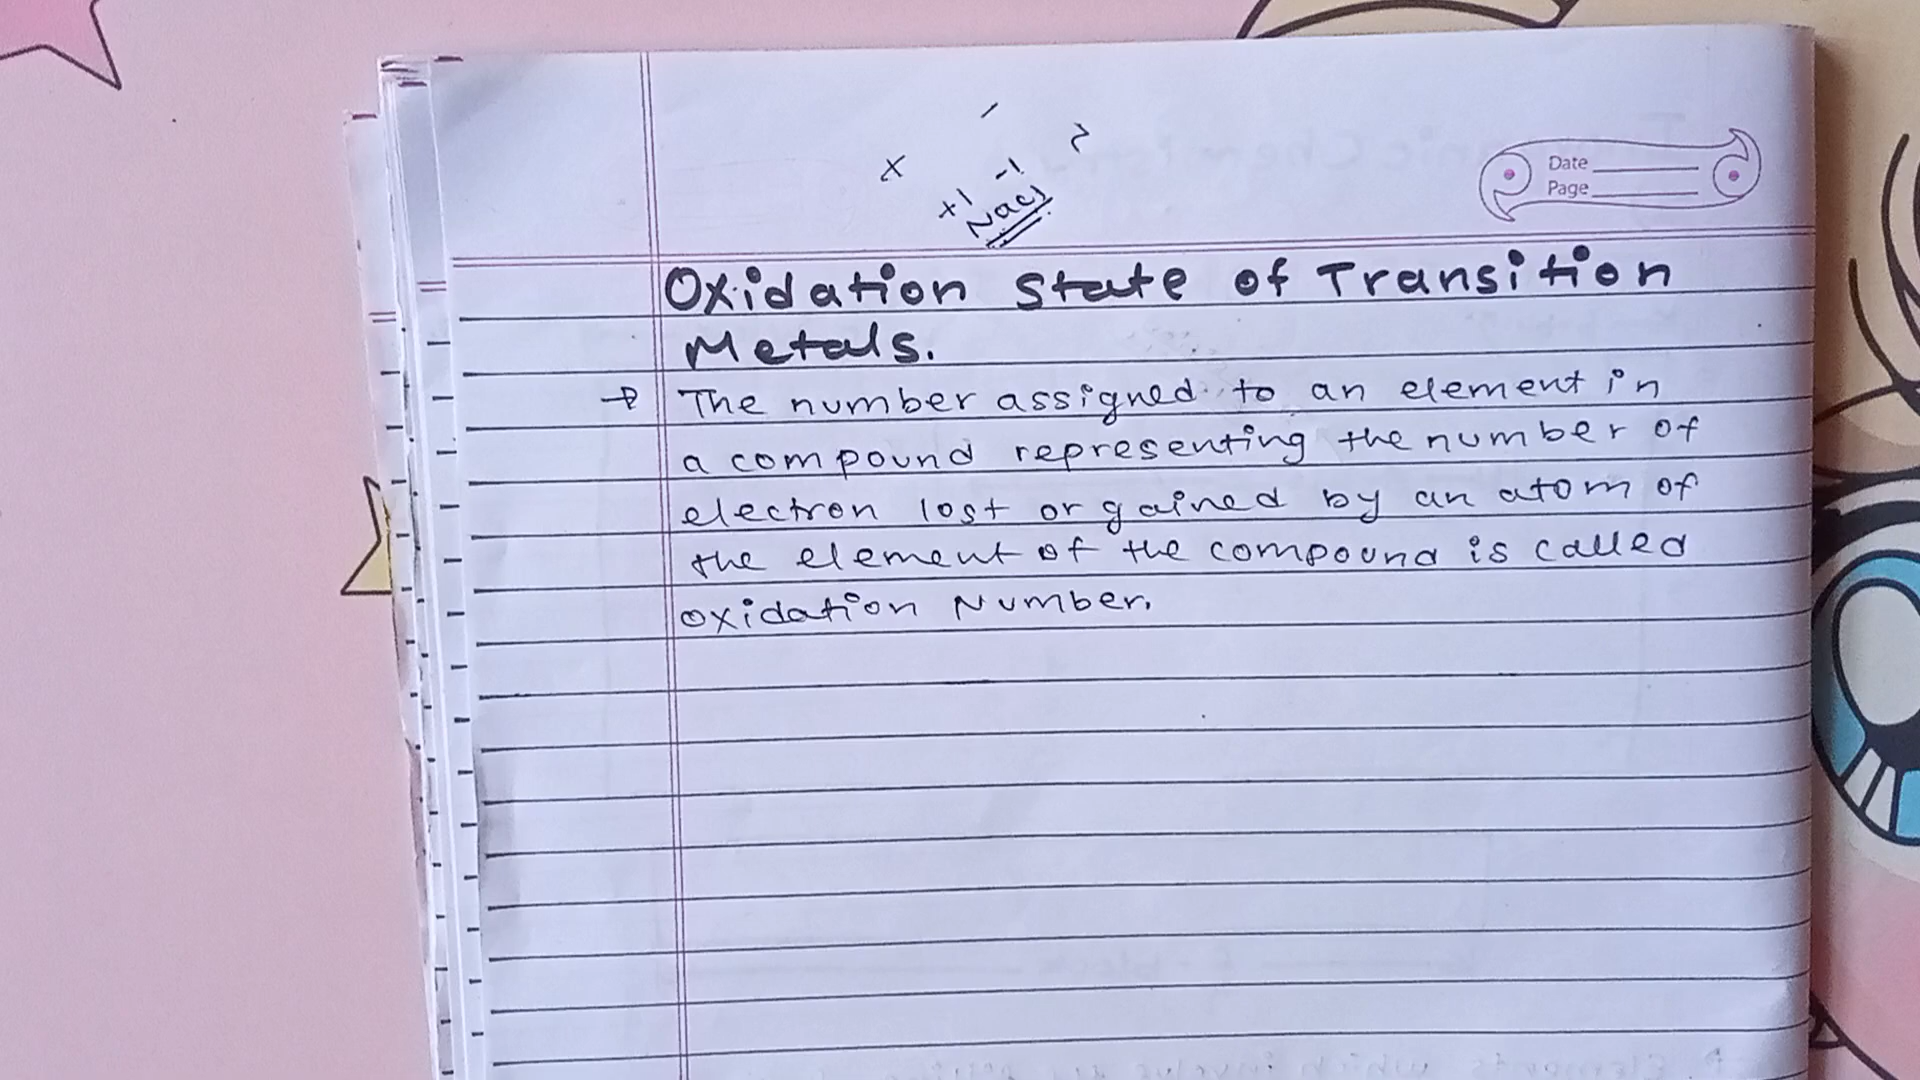 x
-1
+1
Nacl
Date
Page
Oxidation State of Transition
Metals.
→ The number assigned to an element in
a compound representing the number of
electron lost or gained by an atom of
the element of the compound is called
oxidation Number.